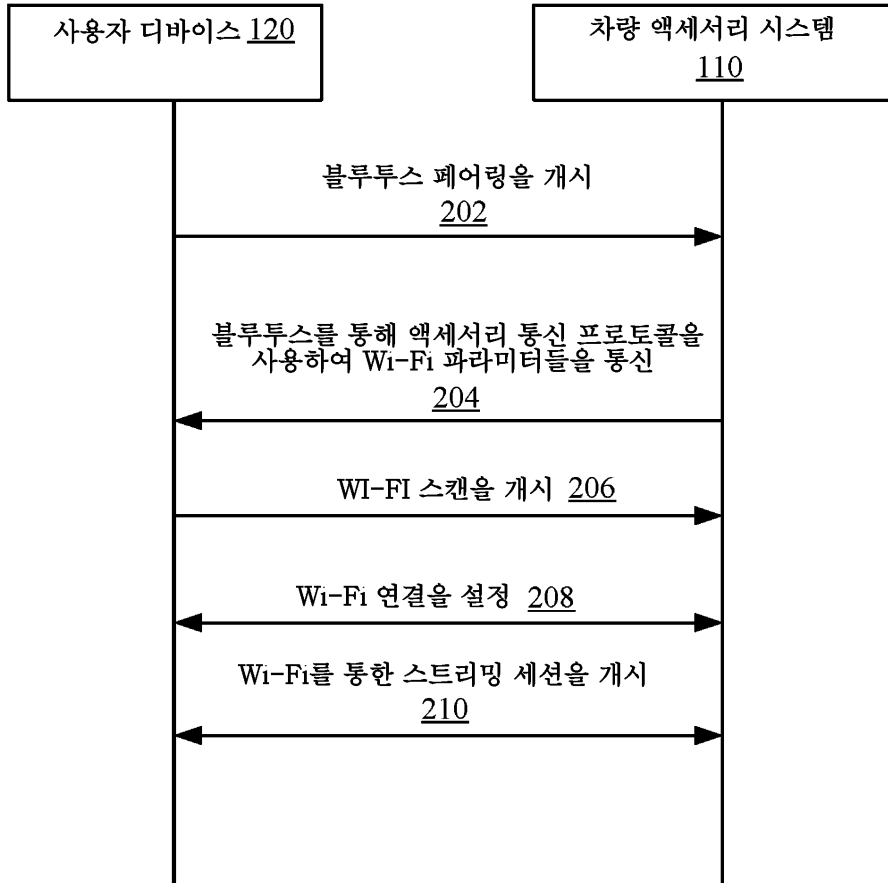 사용자 디바이스 120
차량 액세서리 시스템
110
블루투스 페어링을 개시
202
블루투스를 통해 액세서리 통신 프로토콜을
사용하여 Wi-Fi 파라미터들을 통신
204
WI-FI 스캔을 개시 206
Wi-Fi 연결을 설정 208
Wi-Fi를 통한 스트리밍 세션을 개시
210